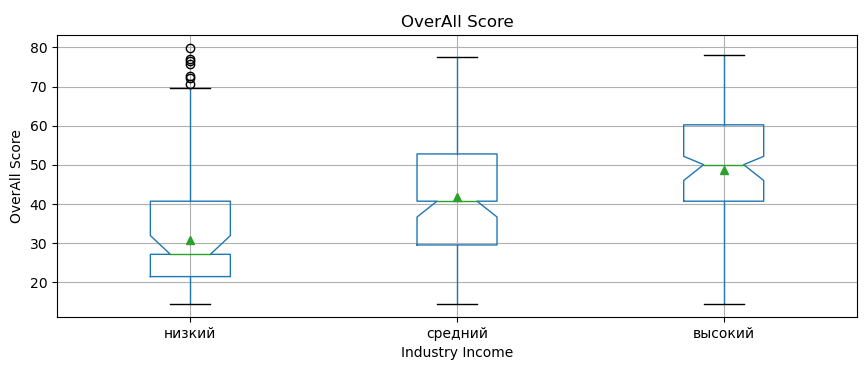 OverAll Score
80
70
60
50
40
30
20
OverAll Score
низкий
средний
высокий
Industry Income